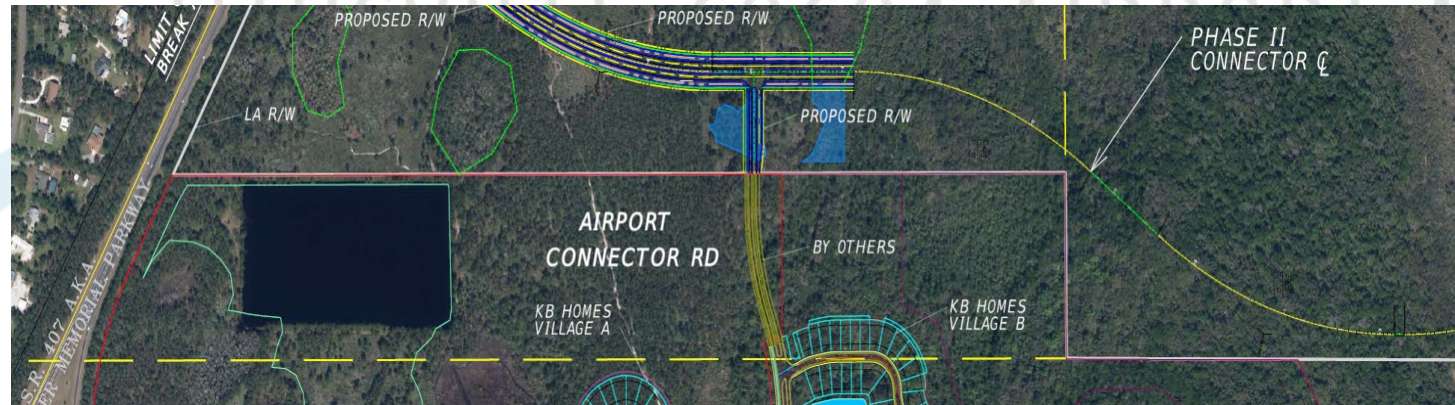 PROPOSED R/W
PROPOSED R/W
LIMIT
BREAK
PHASE II
CONNECTOR ℄
LA R/W
PROPOSED R/W
AIRPORT
CONNECTOR RD
BY OTHERS
KB HOMES
VILLAGE A
KB HOMES
VILLAGE B
S.R. 407 A.K.A.
MEMORIAL PARKWAY